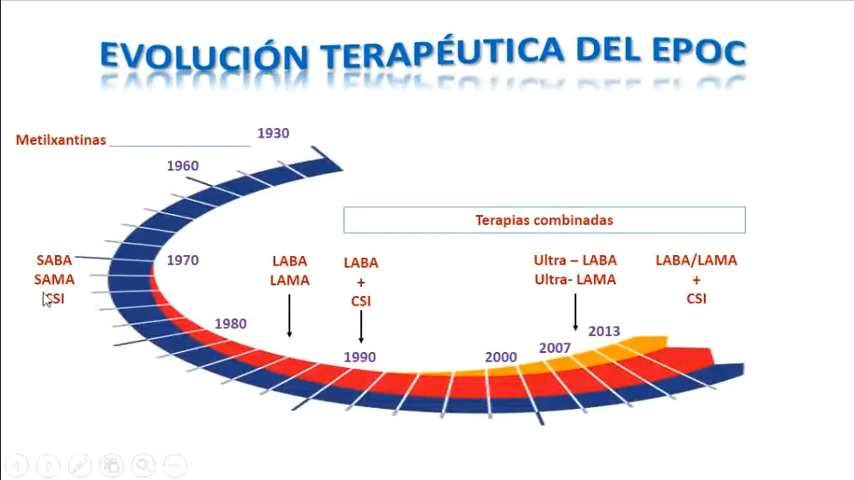 EVOLUCIÓN TERAPÉUTICA DEL EPOC
Metilxantinas
1930
1960
Terapias combinadas
SABA
SAMA
CSI
1970
LABA
LAMA
LABA
+
CSI
Ultra – LABA
Ultra- LAMA
LABA/LAMA
+
CSI
1980
1990
2000
2007
2013